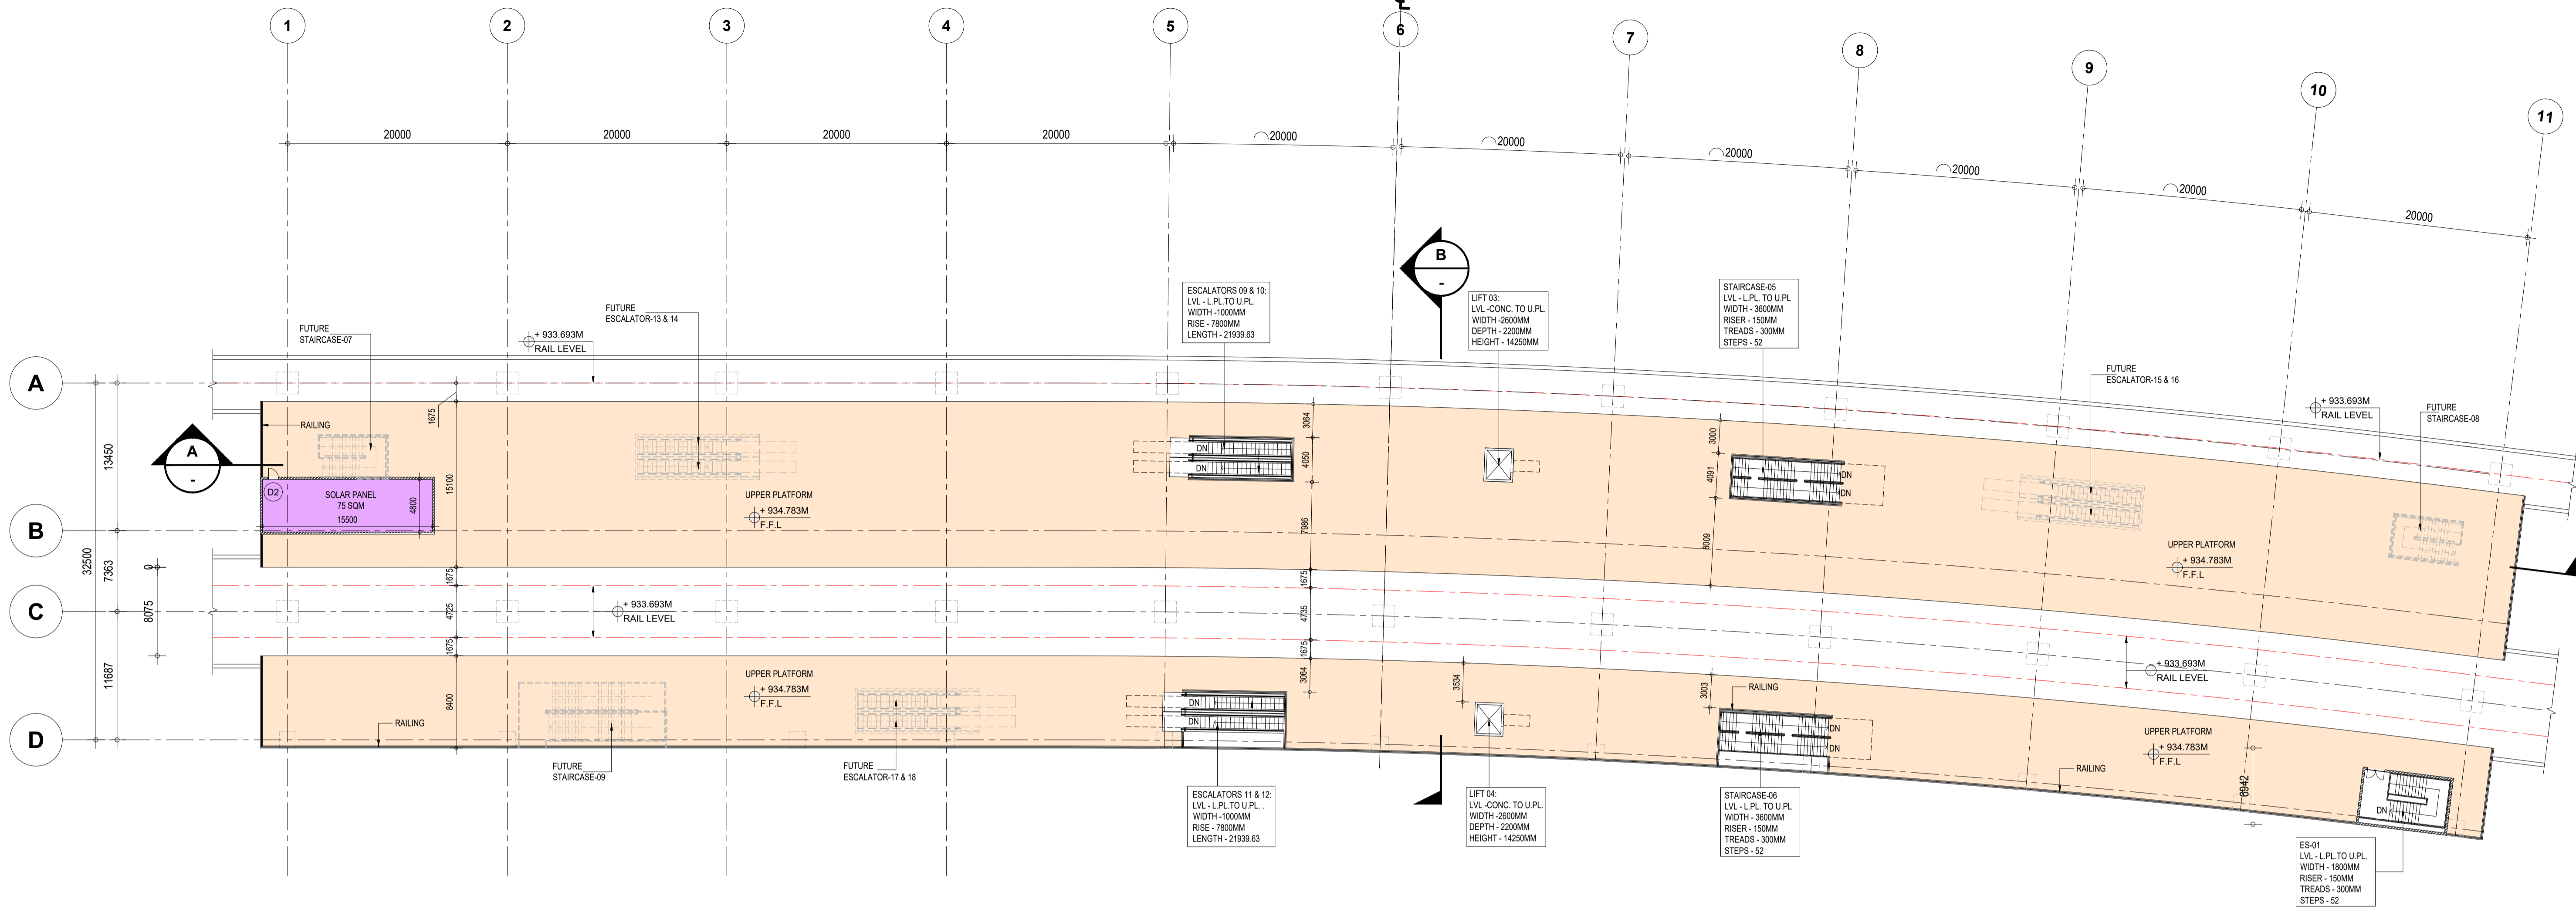 1
2
3
4
5
6
7
8
9
10
11
20000
20000
20000
20000
20000
20000
20000
20000
20000
20000
B
-
ESCALATORS 09 & 10:
LVL - L.PL.TO U.PL.
WIDTH -1000MM
RISE - 7800MM
LENGTH - 21939.63
LIFT 03:
LVL -CONC. TO U.PL.
WIDTH -2600MM
DEPTH - 2200MM
HEIGHT - 14250MM
STAIRCASE-05
LVL - L.PL. TO U.PL
WIDTH - 3600MM
RISER - 150MM
TREADS - 300MM
STEPS - 52
FUTURE
STAIRCASE-07
FUTURE
ESCALATOR-13 & 14
+ 933.693M
RAIL LEVEL
FUTURE
ESCALATOR-15 & 16
+ 933.693M
RAIL LEVEL
FUTURE
STAIRCASE-08
A
B
C
D
32500
13450
7363
11687
8075
A
-
RAILING
1675
15100
1675
4725
1675
8400
D2
SOLAR PANEL
75 SQM
15500
4800
UPPER PLATFORM
+ 934.783M
F.F.L
DN
DN
3064
4050
7986
1675
4735
1675
3064
3000
4091
8009
DN
DN
UPPER PLATFORM
+ 934.783M
F.F.L
+ 933.693M
RAIL LEVEL
+ 933.693M
RAIL LEVEL
UPPER PLATFORM
+ 934.783M
F.F.L
RAILING
FUTURE
STAIRCASE-09
FUTURE
ESCALATOR-17 & 18
DN
DN
3534
3003
RAILING
DN
DN
UPPER PLATFORM
+ 934.783M
F.F.L
RAILING
6942
DN
ESCALATORS 11 & 12:
LVL - L.PL.TO U.PL. .
WIDTH -1000MM
RISE - 7800MM
LENGTH - 21939.63
LIFT 04:
LVL -CONC. TO U.PL.
WIDTH -2600MM
DEPTH - 2200MM
HEIGHT - 14250MM
STAIRCASE-06
LVL - L.PL. TO U.PL
WIDTH - 3600MM
RISER - 150MM
TREADS - 300MM
STEPS - 52
ES-01
LVL - L.PL.TO U.PL.
WIDTH - 1800MM
RISER - 150MM
TREADS - 300MM
STEPS - 52